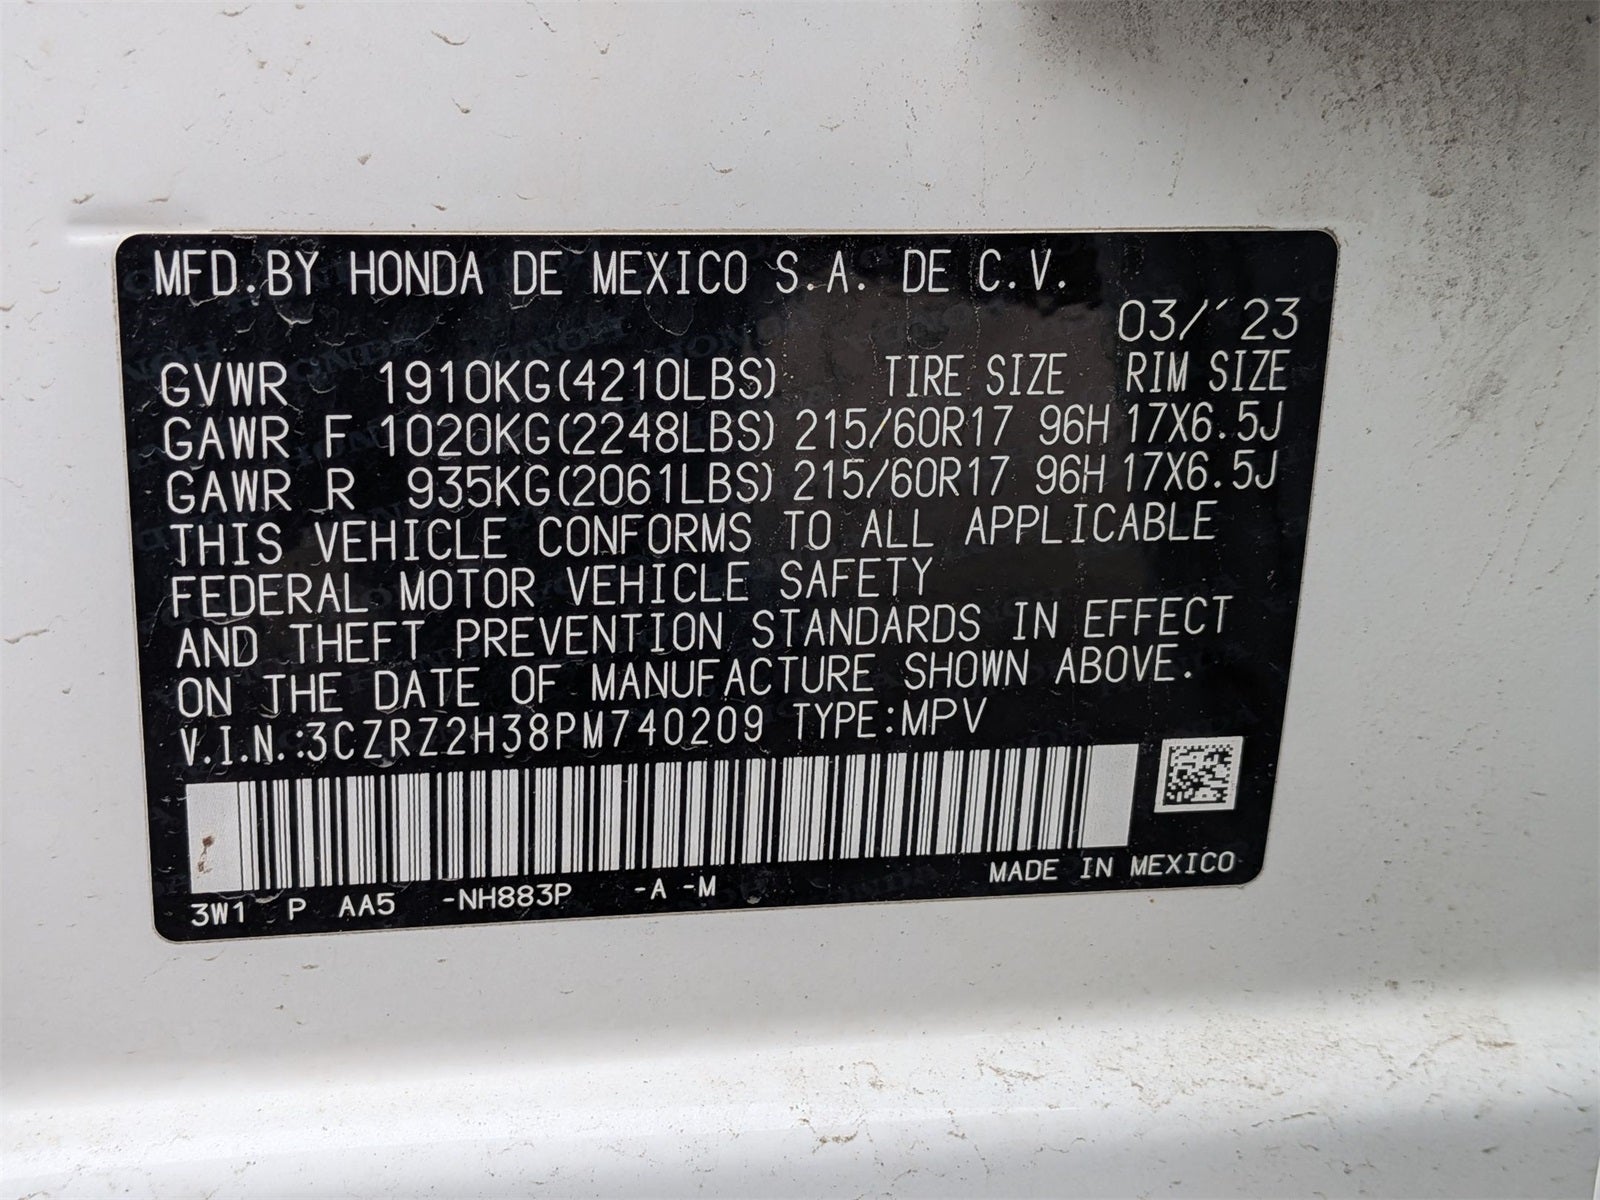 MFD.BY HONDA DE MEXICO S.A. DE C.V.
03/´23
GVWR 1910KG(4210LBS) TIRE SIZE RIM SIZE
GAWR F 1020KG(2248LBS) 215/60R17 96H 17X6.5J
GAWR R 935KG(2061LBS) 215/60R17 96H 17X6.5J
THIS VEHICLE CONFORMS TO ALL APPLICABLE
FEDERAL MOTOR VEHICLE SAFETY
AND THEFT PREVENTION STANDARDS IN EFFECT
ON THE DATE OF MANUFACTURE SHOWN ABOVE.
V.I.N.:3CZRZ2H38PM740209 TYPE:MPV
MADE IN MEXICO
3W1 P AA5 -NH883P -A -M